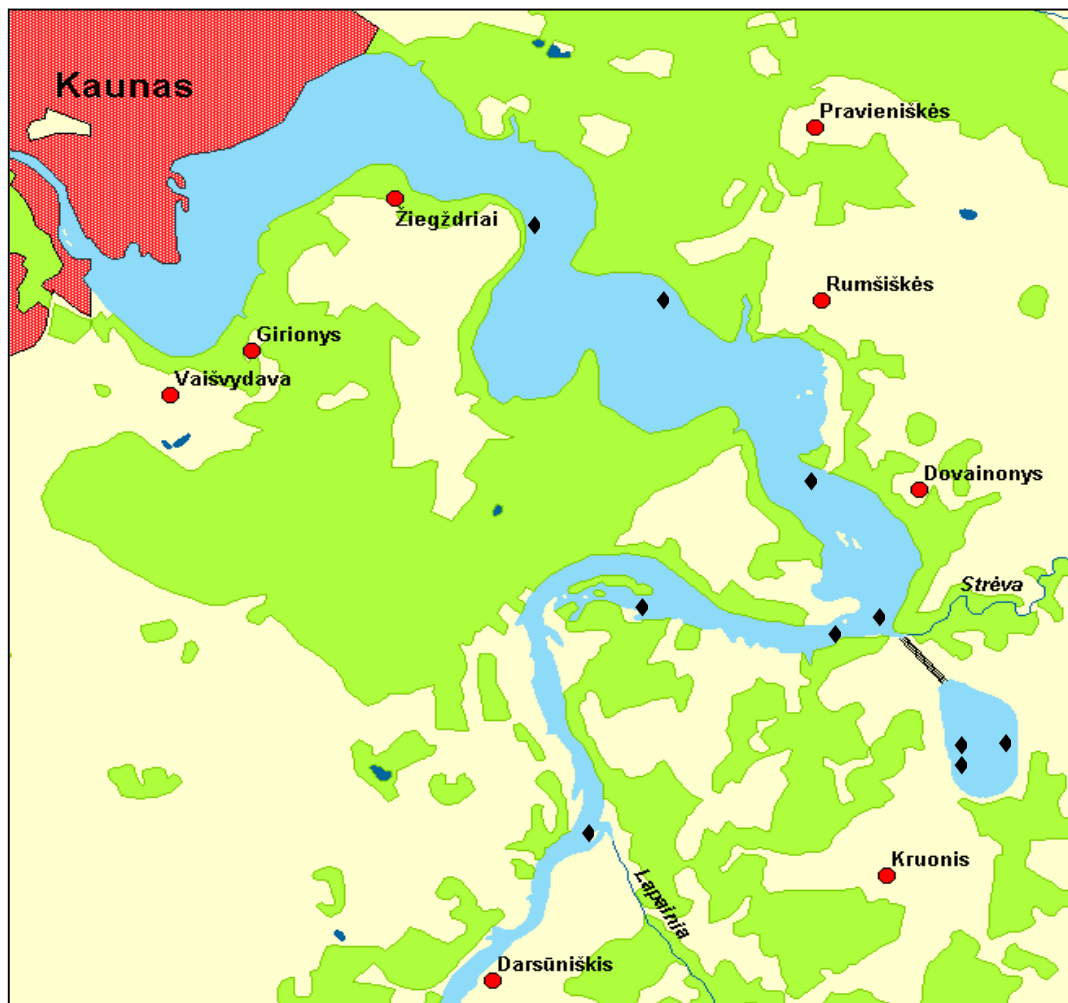 Kaunas
Pravieniškės
Žiegždriai
Rumšiškės
Girionys
Vaišvydava
Dovainonys
Strėva
Kruonis
Lapainia
Darsūniškis